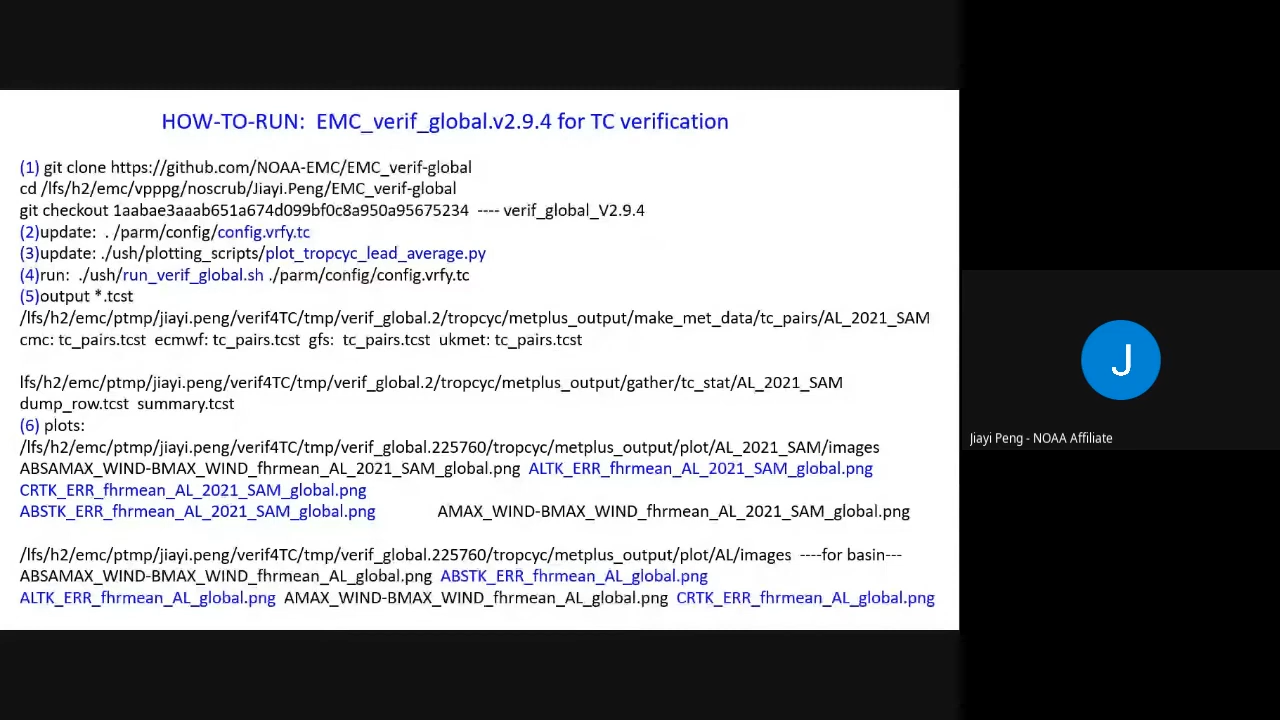 HOW-TO-RUN: EMC_verif_global.v2.9.4 for TC verification
(1) git clone https://github.com/NOAA-EMC/EMC_verif-global
cd /lfs/h2/emc/vpppg/noscrub/Jiayi.Peng/EMC_verif-global
git checkout 1aabae3aaab651a674d099bf0c8a950a95675234 ---- verif_global_V2.9.4
(2)update: . /parm/config/config.vrfy.tc
(3)update: ./ush/plotting_scripts/plot_tropcyc_lead_average.py
(4)run: ./ush/run_verif_global.sh ./parm/config/config.vrfy.tc
(5)output *.tcst
/lfs/h2/emc/ptmp/jiayi.peng/verif4TC/tmp/verif_global.2/tropcyc/metplus_output/make_met_data/tc_pairs/AL_2021_SAM
cmc: tc_pairs.tcst ecmwf: tc_pairs.tcst gfs: tc_pairs.tcst ukmet: tc_pairs.tcst
lfs/h2/emc/ptmp/jiayi.peng/verif4TC/tmp/verif_global.2/tropcyc/metplus_output/gather/tc_stat/AL_2021_SAM
dump_row.tcst summary.tcst
(6) plots:
/lfs/h2/emc/ptmp/jiayi.peng/verif4TC/tmp/verif_global.225760/tropcyc/metplus_output/plot/AL_2021_SAM/images
ABSAMAX_WIND-BMAX_WIND_fhrmean_AL_2021_SAM_global.png ALTK_ERR_fhrmean_AL_2021_SAM_global.png
CRTK_ERR_fhrmean_AL_2021_SAM_global.png
ABSTK_ERR_fhrmean_AL_2021_SAM_global.png AMAX_WIND-BMAX_WIND_fhrmean_AL_2021_SAM_global.png
/lfs/h2/emc/ptmp/jiayi.peng/verif4TC/tmp/verif_global.225760/tropcyc/metplus_output/plot/AL/images ----for basin---
ABSAMAX_WIND-BMAX_WIND_fhrmean_AL_global.png ABSTK_ERR_fhrmean_AL_global.png
ALTK_ERR_fhrmean_AL_global.png AMAX_WIND-BMAX_WIND_fhrmean_AL_global.png CRTK_ERR_fhrmean_AL_global.png
J
Jiayi Peng - NOAA Affiliate